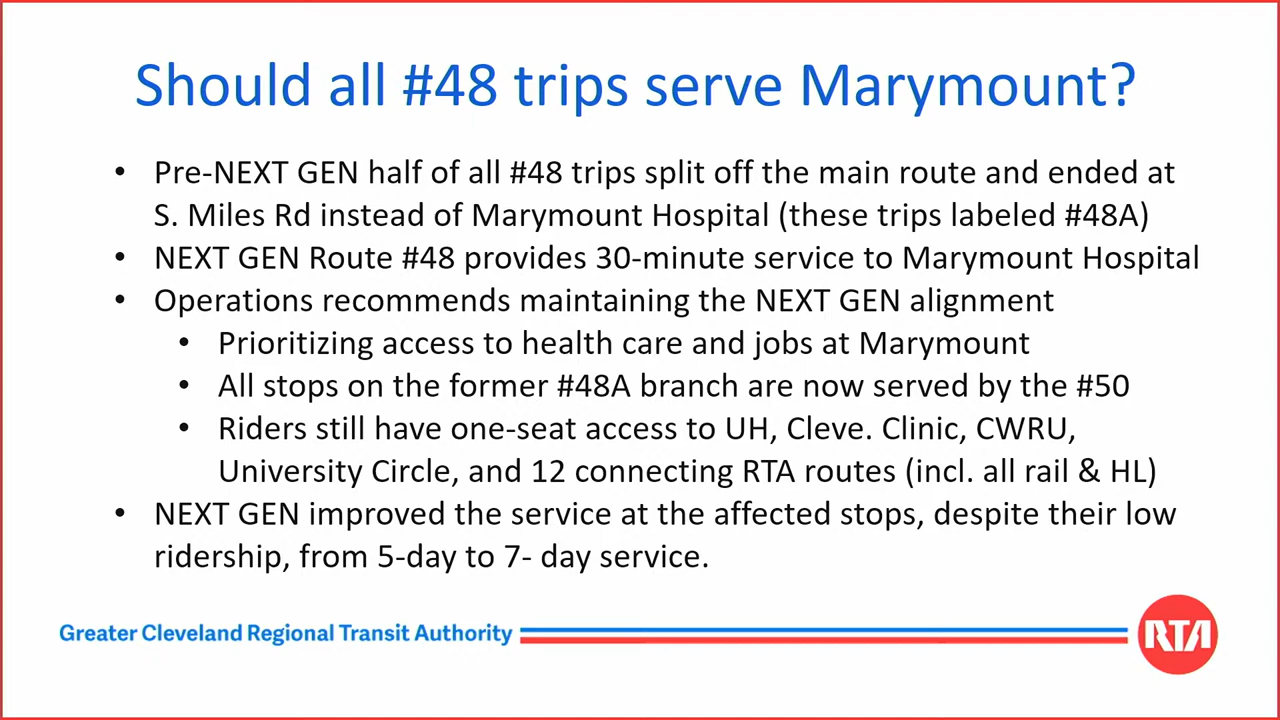 Should all #48 trips serve Marymount?
• Pre-NEXT GEN half of all #48 trips split off the main route and ended at
S. Miles Rd instead of Marymount Hospital (these trips labeled #48A)
• NEXT GEN Route #48 provides 30-minute service to Marymount Hospital
• Operations recommends maintaining the NEXT GEN alignment
• Prioritizing access to health care and jobs at Marymount
• All stops on the former #48A branch are now served by the #50
• Riders still have one-seat access to UH, Cleve. Clinic, CWRU,
University Circle, and 12 connecting RTA routes (incl. all rail & HL)
• NEXT GEN improved the service at the affected stops, despite their low
ridership, from 5-day to 7- day service.
Greater Cleveland Regional Transit Authority
RTA